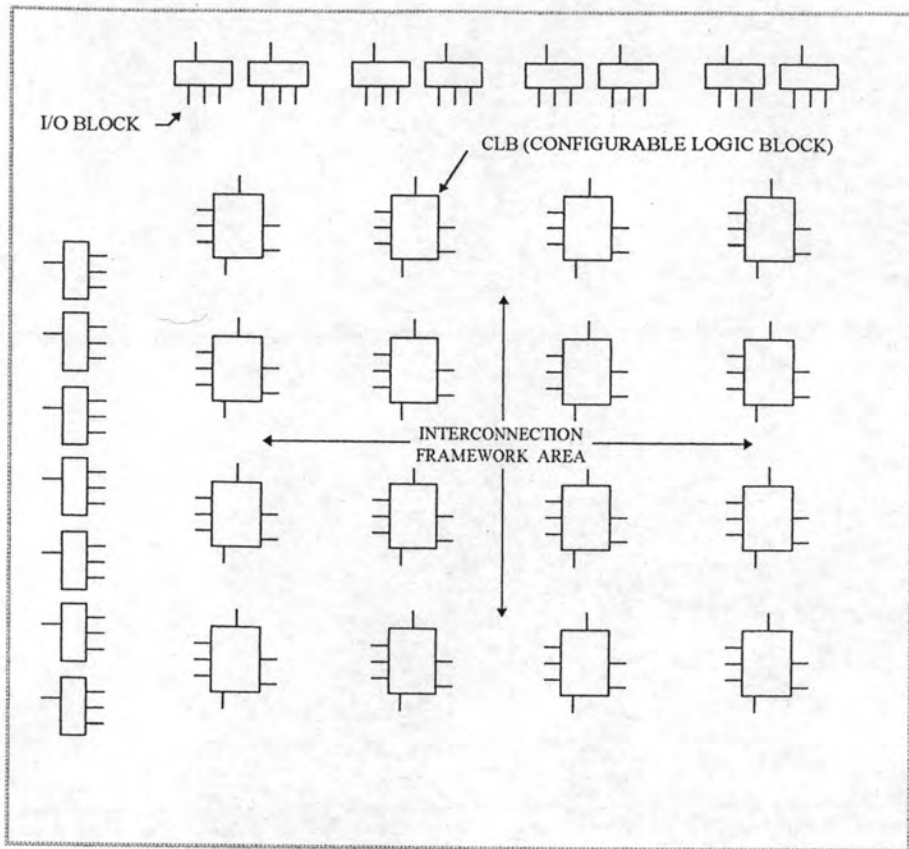 I/O BLOCK
CLB (CONFIGURABLE LOGIC BLOCK)
INTERCONNECTION
FRAMEWORK AREA